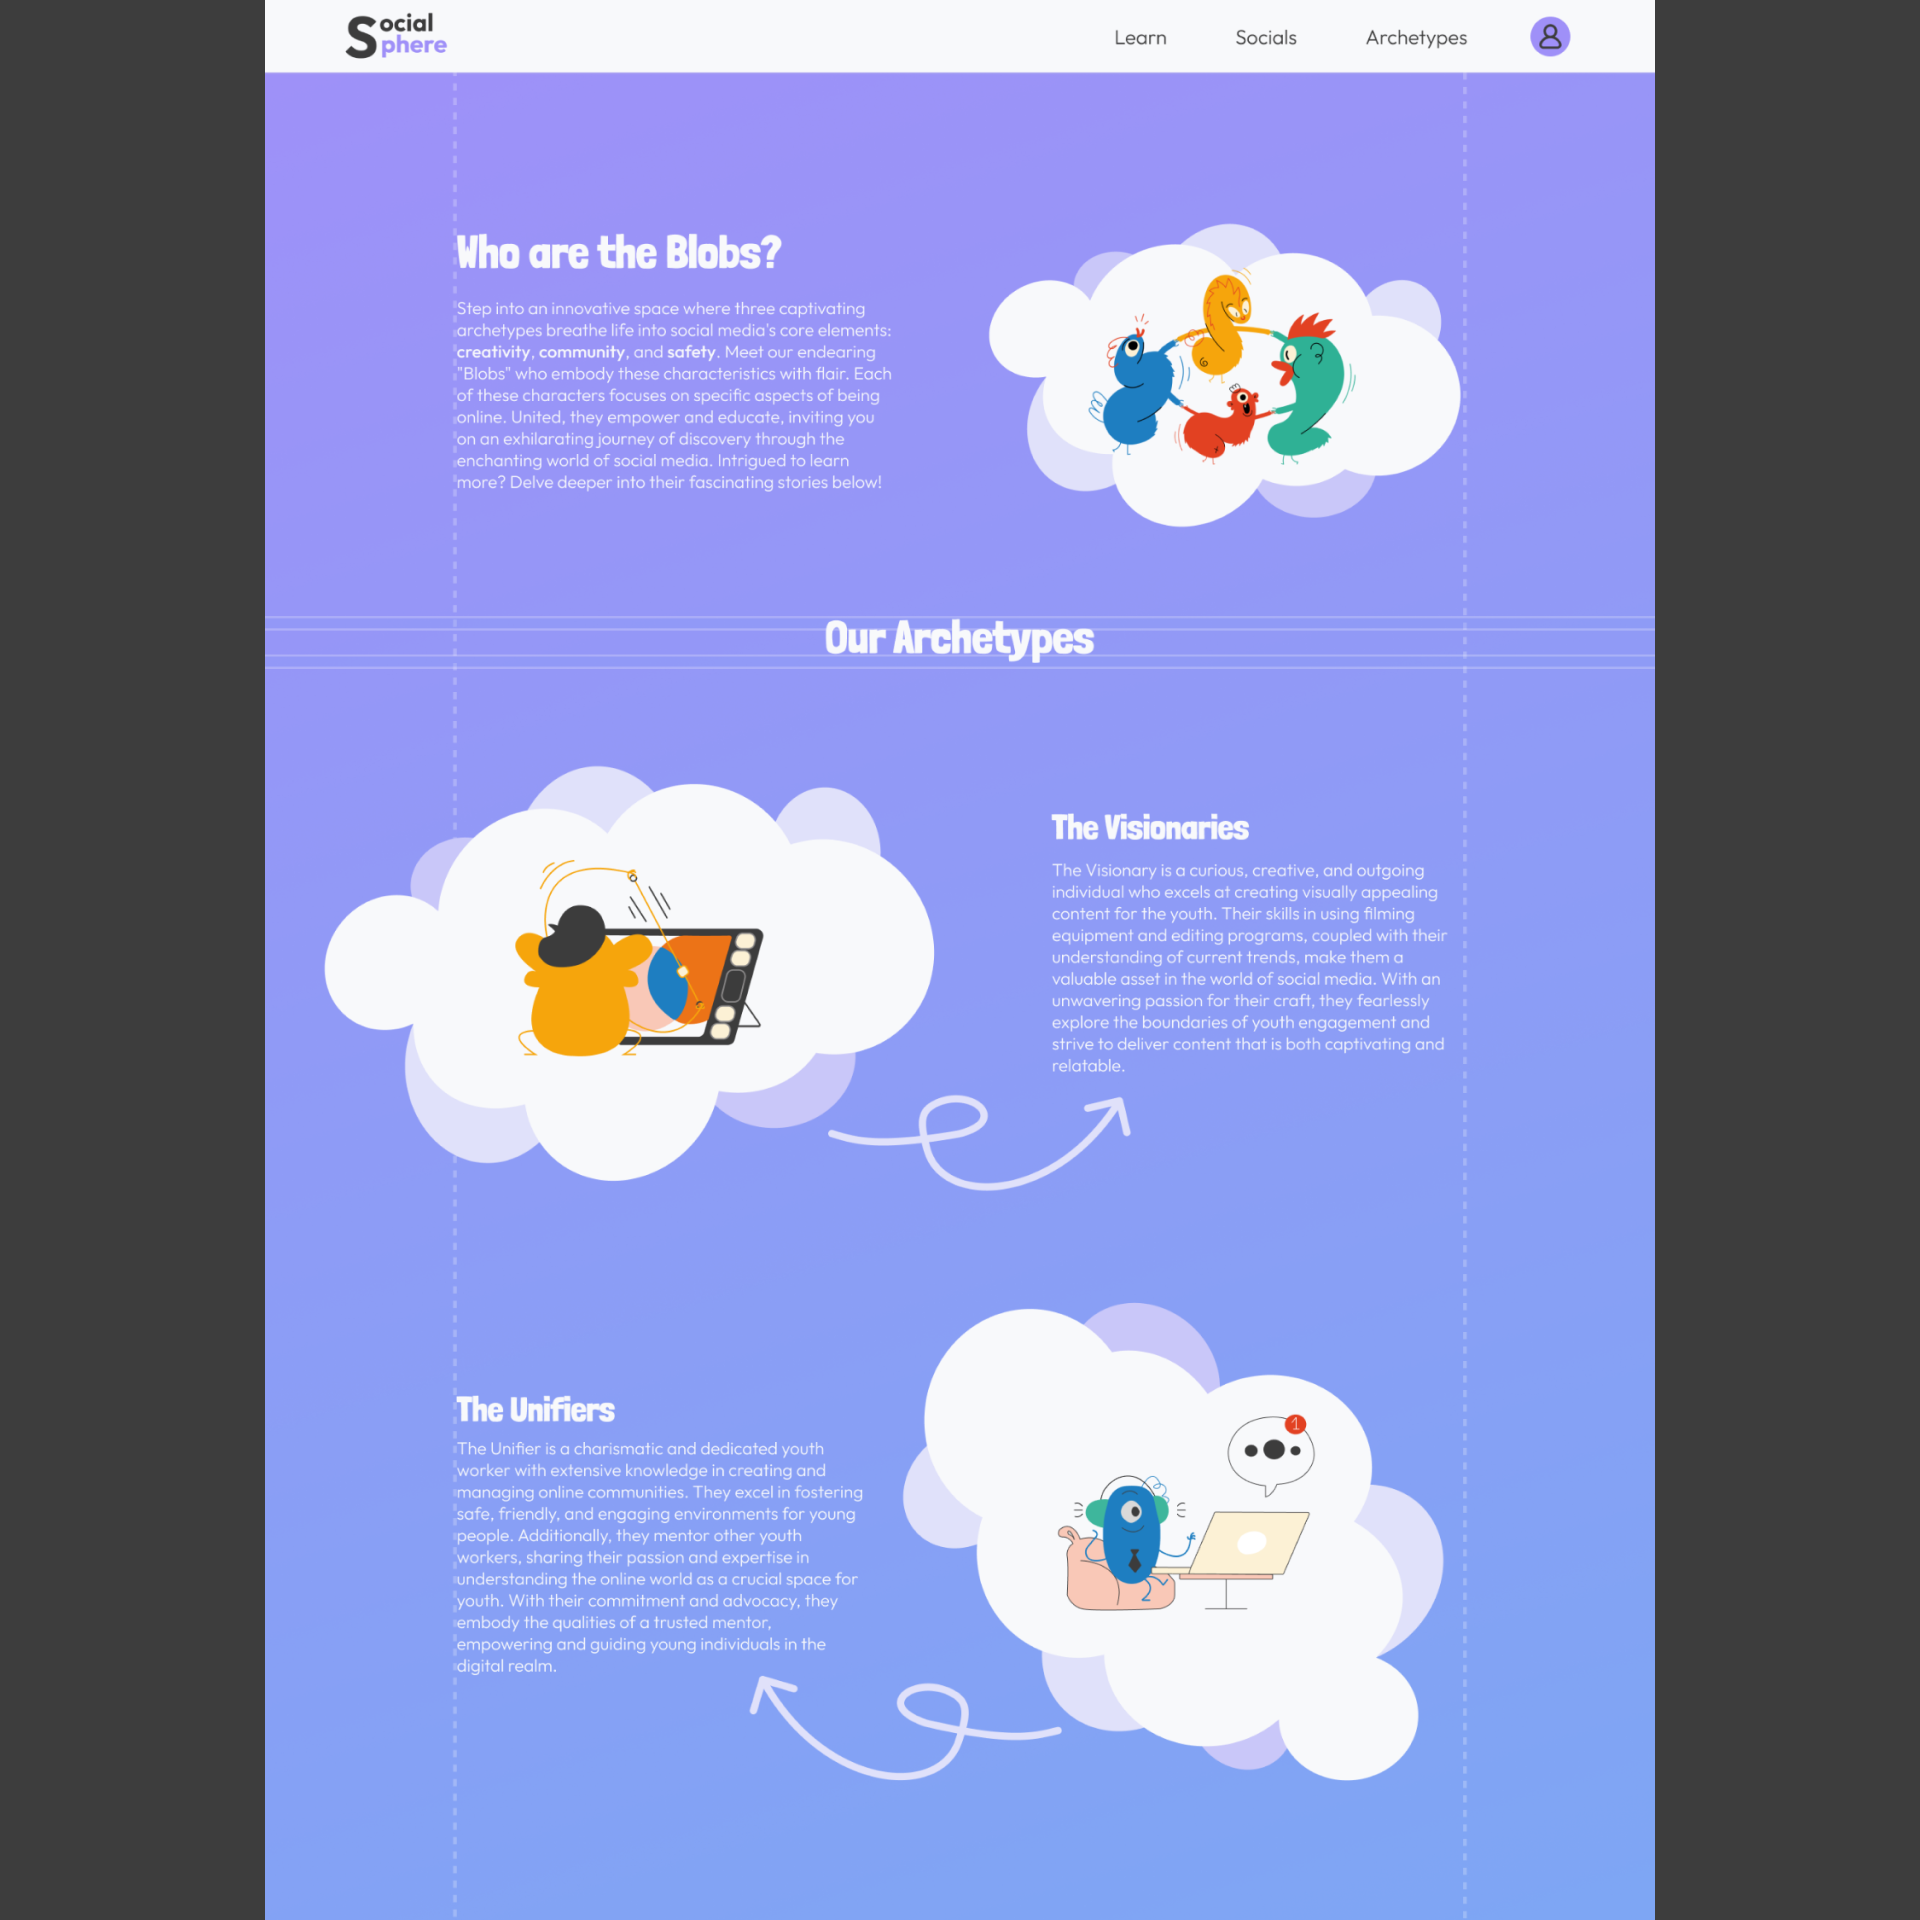 Social
Sphere
Learn
Socials
Archetypes
Who are the Blobs?
Step into an innovative space where three captivating
archetypes breathe life into social media's core elements:
creativity, community, and safety. Meet our endearing
"Blobs" who embody these characteristics with flair. Each
of these characters focuses on specific aspects of being
online. United, they empower and educate, inviting you
on an exhilarating journey of discovery through the
enchanting world of social media. Intrigued to learn
more? Delve deeper into their fascinating stories below!
Our Archetypes
The Visionaries
The Visionary is a curious, creative, and outgoing
individual who excels at creating visually appealing
content for the youth. Their skills in using filming
equipment and editing programs, coupled with their
understanding of current trends, make them a
valuable asset in the world of social media. With an
unwavering passion for their craft, they fearlessly
explore the boundaries of youth engagement and
strive to deliver content that is both captivating and
relatable.
The Unifiers
The Unifier is a charismatic and dedicated youth
worker with extensive knowledge in creating and
managing online communities. They excel in fostering
safe, friendly, and engaging environments for young
people. Additionally, they mentor other youth
workers, sharing their passion and expertise in
understanding the online world as a crucial space for
youth. With their commitment and advocacy, they
embody the qualities of a trusted mentor,
empowering and guiding young individuals in the
digital realm.
1